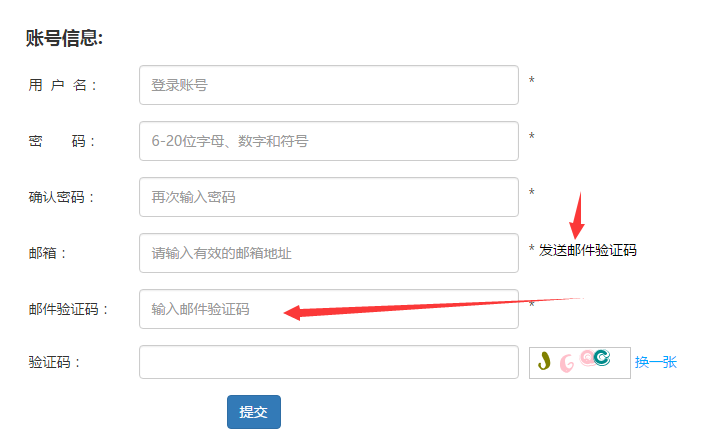 账号信息:
用 户 名： 登录账号 *
密 码： 6-20位字母、数字和符号 *
确认密码： 再次输入密码 *
邮箱： 请输入有效的邮箱地址 * 发送邮件验证码
邮件验证码： 输入邮件验证码 *
验证码： 换一张
提交